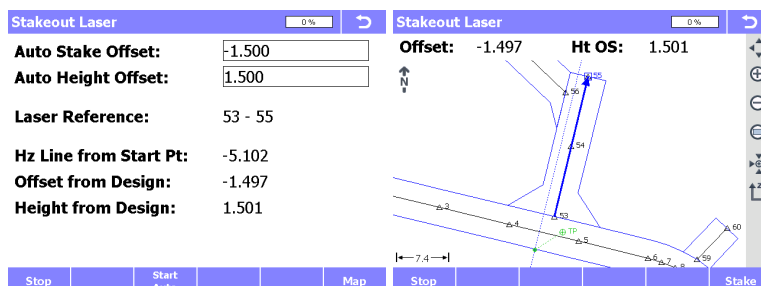 Stakeout Laser
0 %
Auto Stake Offset: -1.500
Auto Height Offset: 1.500
Laser Reference: 53 - 55
Hz Line from Start Pt: -5.102
Offset from Design: -1.497
Height from Design: 1.501
Stop
Start
Map
Stakeout Laser
0 %
Offset: -1.497 Ht OS: 1.501
N
55
56
54
53
3
4
TP
5
60
6
7
8
59
7.4
Z
Stop
Stake